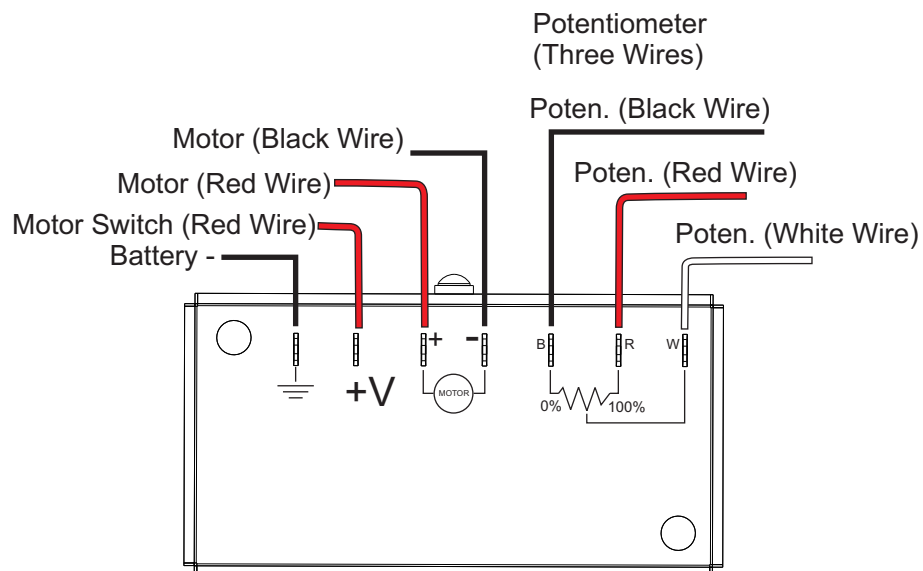 Potentiometer
(Three Wires)
Poten. (Black Wire)
Motor (Black Wire)
Poten. (Red Wire)
Motor (Red Wire)
Motor Switch (Red Wire)
Poten. (White Wire)
Battery -
+ - B R W
+V
MOTOR
0% 100%